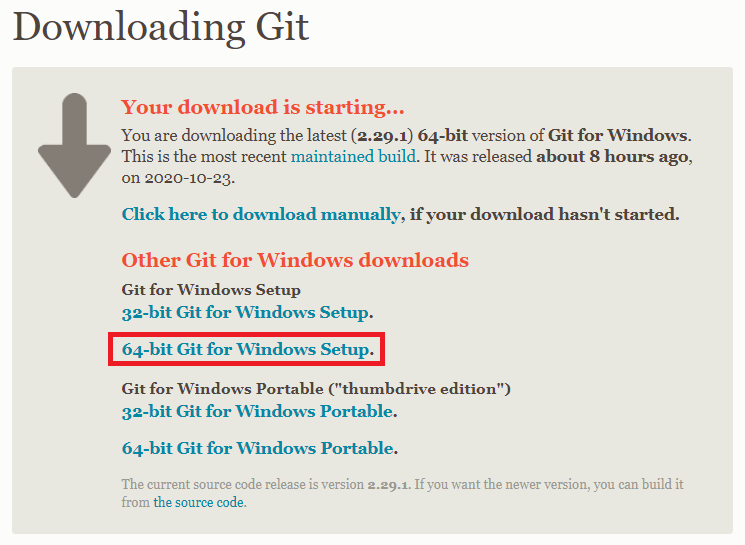 Downloading Git
Your download is starting...
You are downloading the latest (2.29.1) 64-bit version of Git for Windows.
This is the most recent maintained build. It was released about 8 hours ago,
on 2020-10-23.
Click here to download manually, if your download hasn't started.
Other Git for Windows downloads
Git for Windows Setup
32-bit Git for Windows Setup.
64-bit Git for Windows Setup.
Git for Windows Portable ("thumbdrive edition")
32-bit Git for Windows Portable.
64-bit Git for Windows Portable.
The current source code release is version 2.29.1. If you want the newer version, you can build it
from the source code.